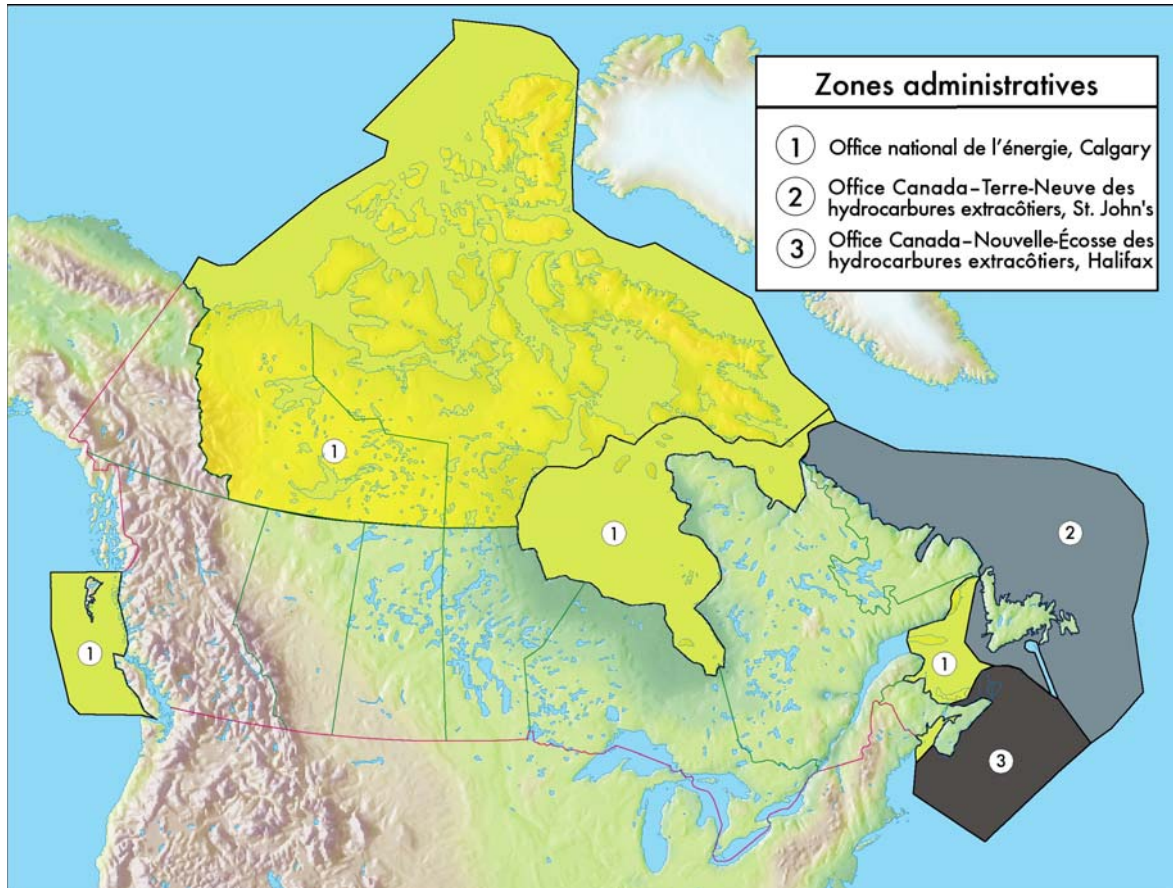 Zones administratives
1 Office national de l'énergie, Calgary
2 Office Canada–Terre-Neuve des
hydrocarbures extracôtiers, St. John's
3 Office Canada–Nouvelle-Écosse des
hydrocarbures extracôtiers, Halifax
1
1
2
1
1
3